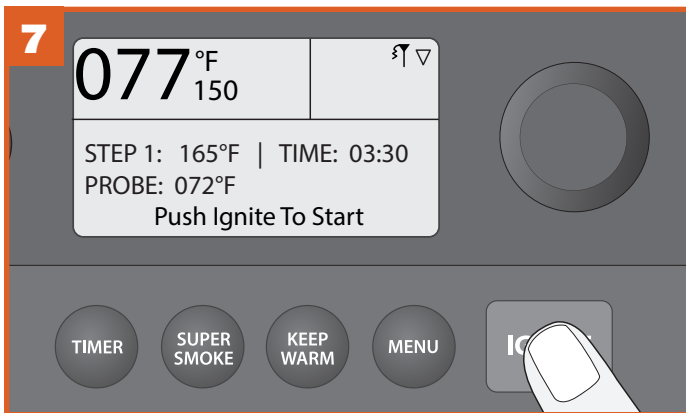 7
077°F
150
STEP 1: 165°F | TIME: 03:30
PROBE: 072°F
Push Ignite To Start
TIMER
SUPER
SMOKE
KEEP
WARM
MENU